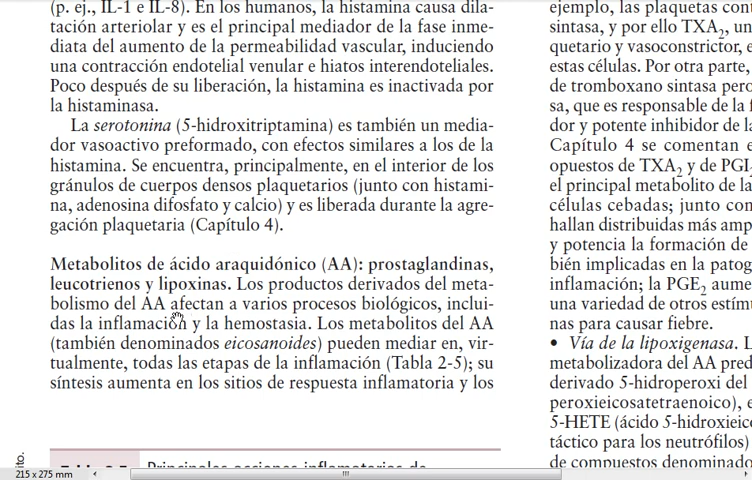 (p. ej., IL-1 e IL-8). En los humanos, la histamina causa dila-
tación arteriolar y es el principal mediador de la fase inme-
diata del aumento de la permeabilidad vascular, induciendo
una contracción endotelial venular e hiatos interendoteliales.
Poco después de su liberación, la histamina es inactivada por
la histaminasa.
La serotonina (5-hidroxitriptamina) es también un media-
dor vasoactivo preformado, con efectos similares a los de la
histamina. Se encuentra, principalmente, en el interior de los
gránulos de cuerpos densos plaquetarios (junto con histami-
na, adenosina difosfato y calcio) y es liberada durante la agre-
gación plaquetaria (Capítulo 4).
Metabolitos de ácido araquidónico (AA): prostaglandinas,
leucotrienos y lipoxinas. Los productos derivados del meta-
bolismo del AA afectan a varios procesos biológicos, inclui-
das la inflamación y la hemostasia. Los metabolitos del AA
(también denominados eicosanoides) pueden mediar en, vir-
tualmente, todas las etapas de la inflamación (Tabla 2-5); su
síntesis aumenta en los sitios de respuesta inflamatoria y los
ejemplo, las plaquetas con
sintasa, y por ello TXA2, un
quetario y vasoconstrictor, e
estas células. Por otra parte,
de tromboxano sintasa pero
sa, que es responsable de la f
dor y potente inhibidor de la
Capítulo 4 se comentan e
opuestos de TXA2 y de PGI
el principal metabolito de la
células cebadas; junto con
hallan distribuidas más amp
y potencia la formación de
bién implicadas en la patog
inflamación; la PGE2 aume
una variedad de otros estím
nas para causar fiebre.
• Vía de la lipoxigenasa. L
metabolizadora del AA pred
derivado 5-hidroperoxi del
peroxieicosatetraenoico), e
5-HETE (ácido 5-hidroxieic
táctico para los neutrófilos)
de compuestos denominado
215 x 275 mm